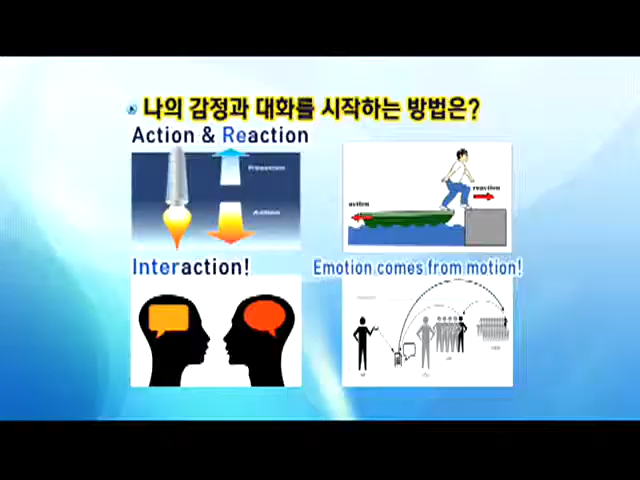 나의 감정과 대화를 시작하는 방법은?
Action & Reaction
action
reaction
Interaction!
Emotion comes from motion!